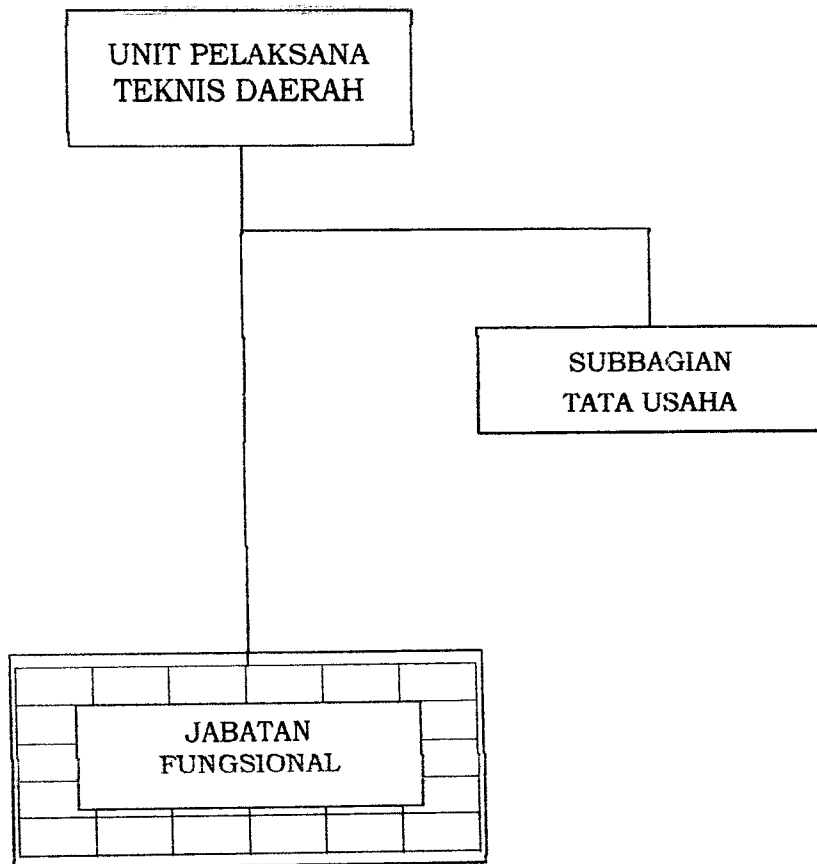 UNIT PELAKSANA
TEKNIS DAERAH
SUBBAGIAN
TATA USAHA
JABATAN
FUNGSIONAL